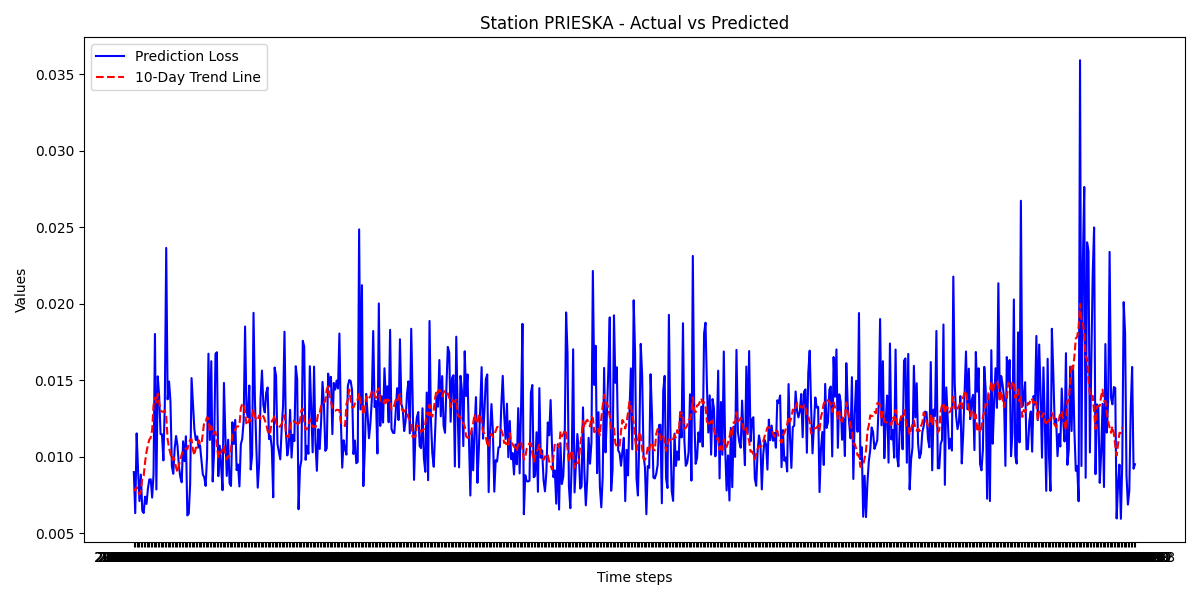 Station PRIESKA - Actual vs Predicted
Prediction Loss
10-Day Trend Line
Values
0.035
0.030
0.025
0.020
0.015
0.010
0.005
Time steps